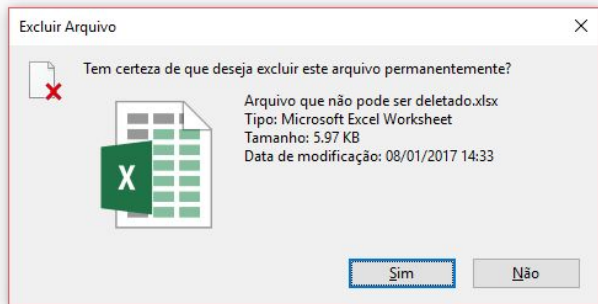 Excluir Arquivo
Tem certeza de que deseja excluir este arquivo permanentemente?
Arquivo que não pode ser deletado.xlsx
Tipo: Microsoft Excel Worksheet
Tamanho: 5.97 KB
Data de modificação: 08/01/2017 14:33
X
Sim
Não